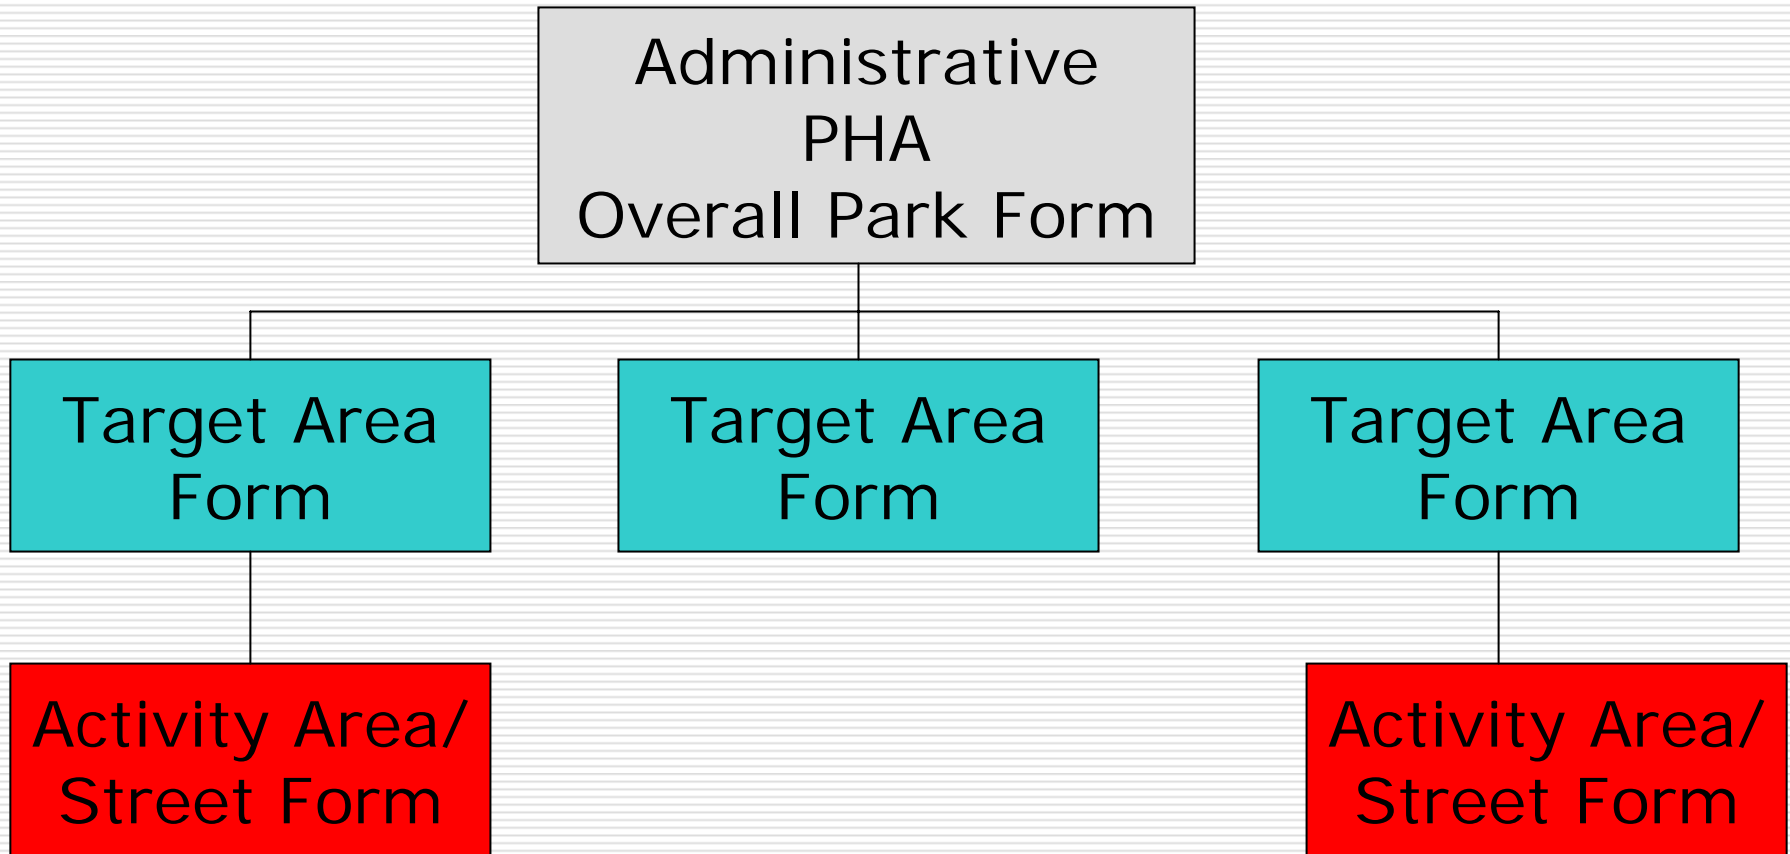 Administrative
PHA
Overall Park Form
Target Area
Form
Target Area
Form
Target Area
Form
Activity Area/
Street Form
Activity Area/
Street Form